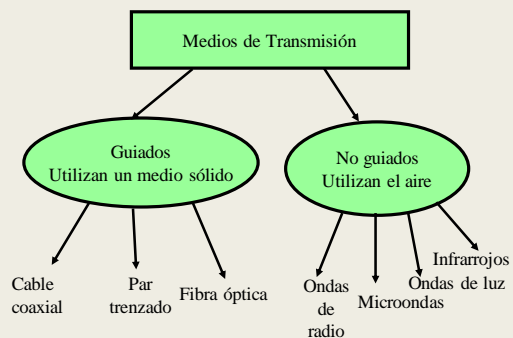 Medios de Transmisión
Guiados
Utilizan un medio sólido
No guiados
Utilizan el aire
Cable
coaxial
Par
trenzado
Fibra óptica
Ondas
de
radio
Microondas
Ondas de luz
Infrarrojos